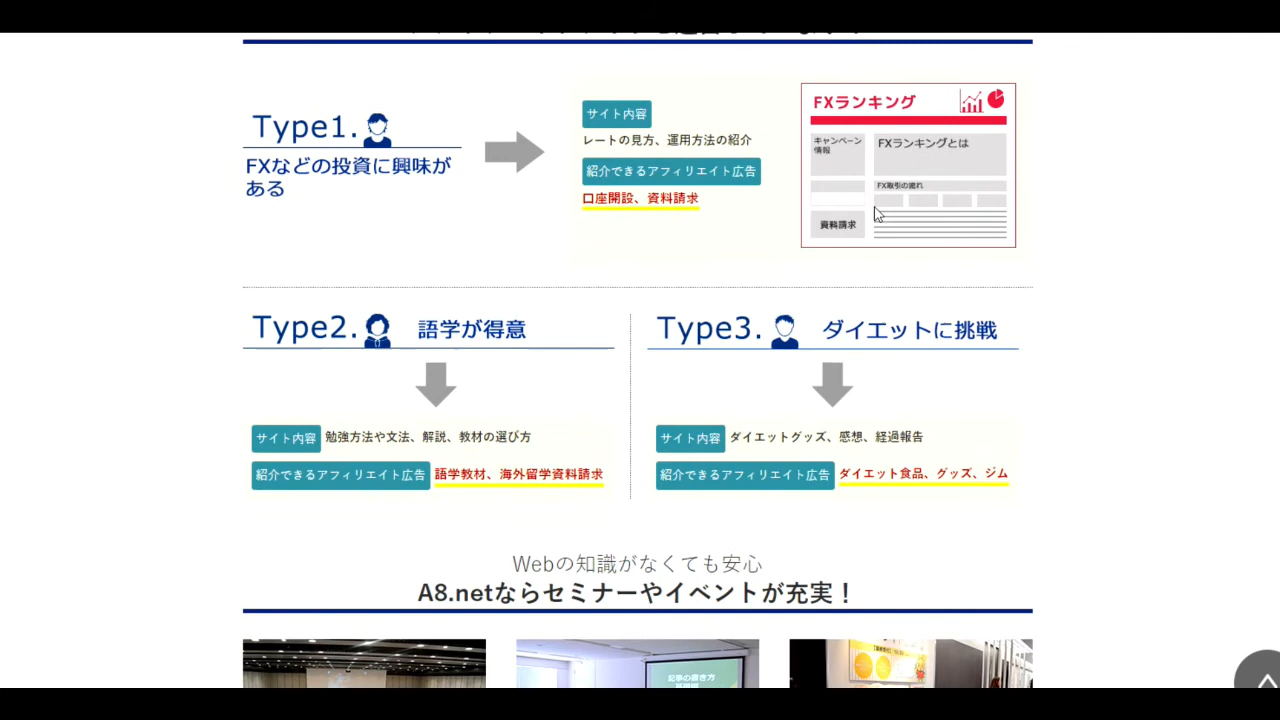 Type1.
FXなどの投資に興味が
ある
サイト内容
レートの見方、運用方法の紹介
紹介できるアフィリエイト広告
口座開設、資料請求
FXランキング
キャンペーン
情報
FXランキングとは
FX取引の流れ
資料請求
Type2. 語学が得意
サイト内容 勉強方法や文法、解説、教材の選び方
紹介できるアフィリエイト広告 語学教材、海外留学資料請求
Type3. ダイエットに挑戦
サイト内容 ダイエットグッズ、感想、経過報告
紹介できるアフィリエイト広告 ダイエット食品、グッズ、ジム
Webの知識がなくても安心
A8.netならセミナーやイベントが充実！
記事の書き方